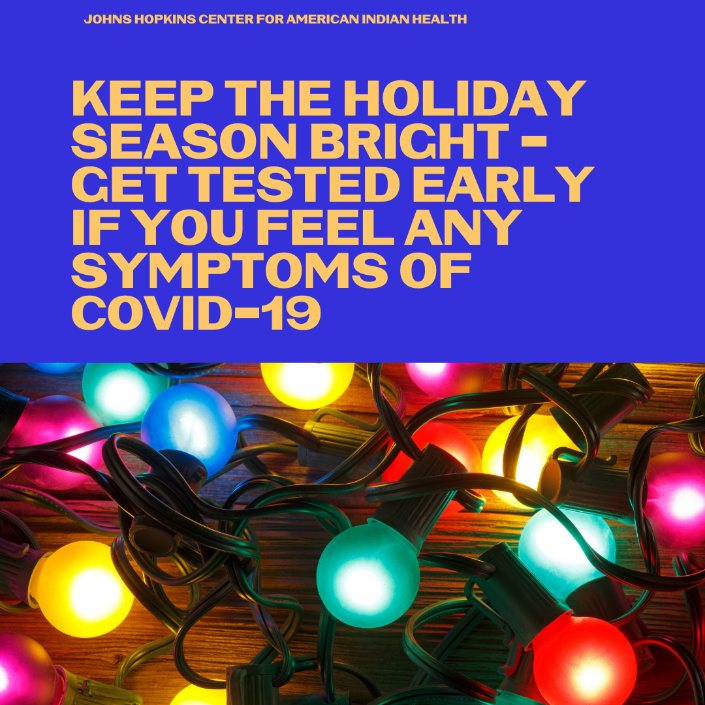 JOHNS HOPKINS CENTER FOR AMERICAN INDIAN HEALTH
KEEP THE HOLIDAY
SEASON BRIGHT -
GET TESTED EARLY
IF YOU FEEL ANY
SYMPTOMS OF
COVID-19